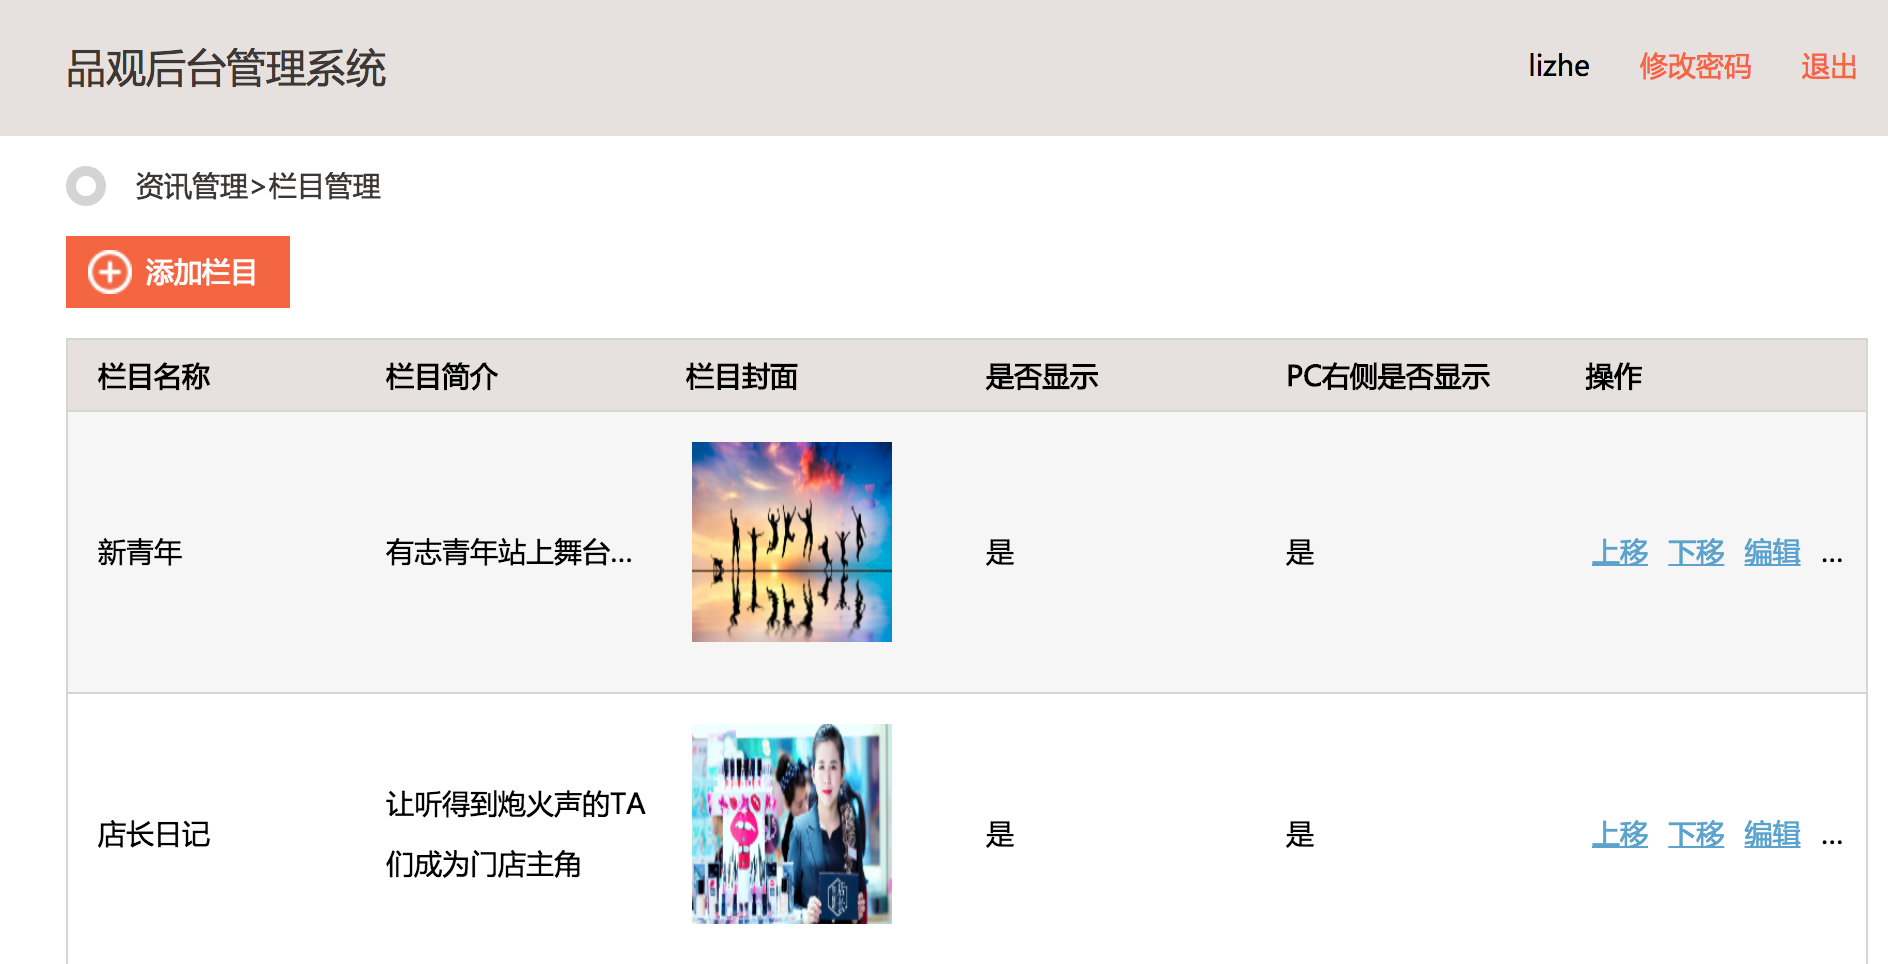 品观后台管理系统
lizhe 修改密码 退出
资讯管理>栏目管理
添加栏目
栏目名称 栏目简介 栏目封面 是否显示 PC右侧是否显示 操作
新青年 有志青年站上舞台... 是 是 上移 下移 编辑 ...
店长日记 让听得到炮火声的TA
们成为门店主角 是 是 上移 下移 编辑 ...